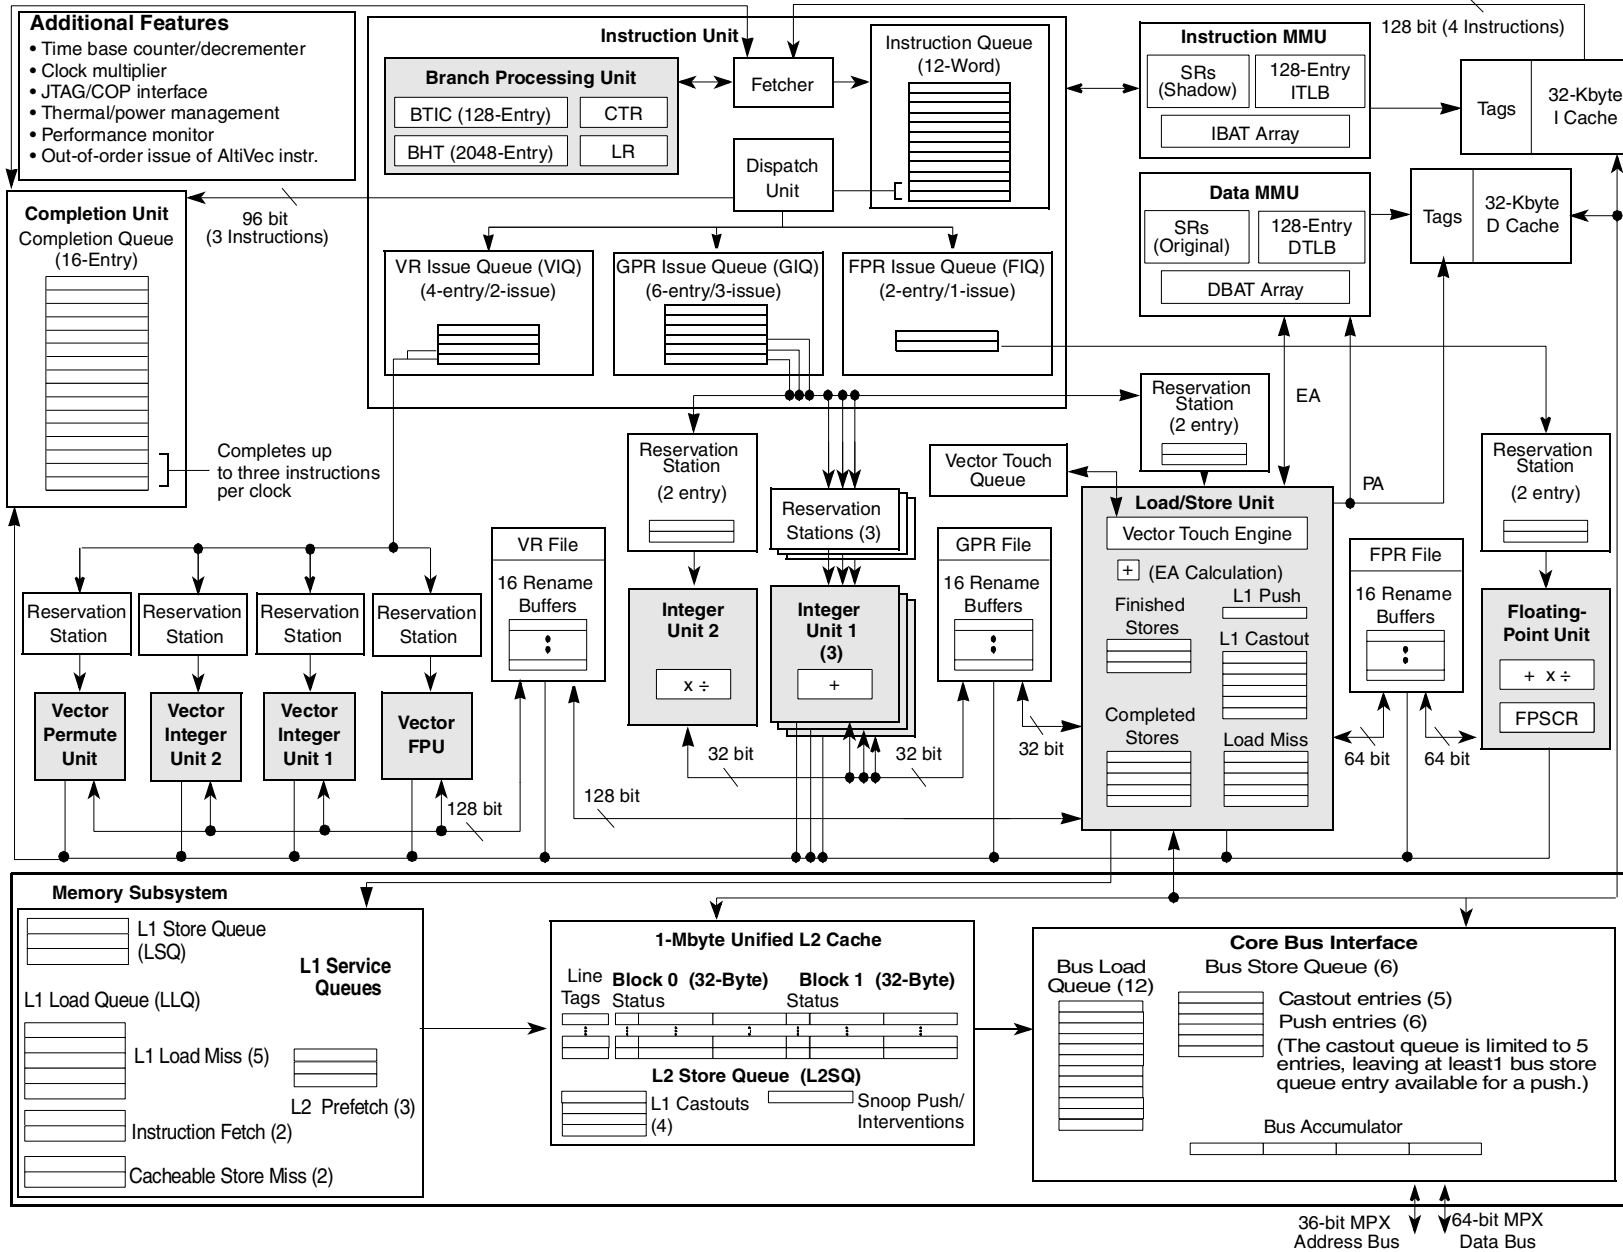 Additional Features
• Time base counter/decrementer
• Clock multiplier
• JTAG/COP interface
• Thermal/power management
• Performance monitor
• Out-of-order issue of AltiVec instr.
Instruction Unit
Branch Processing Unit
BTIC (128-Entry)
CTR
BHT (2048-Entry)
LR
Fetcher
Instruction Queue
(12-Word)
Dispatch
Unit
128 bit (4 Instructions)
Instruction MMU
SRs
(Shadow)
128-Entry
ITLB
IBAT Array
Tags
32-Kbyte
I Cache
Data MMU
SRs
(Original)
128-Entry
DTLB
DBAT Array
Tags
32-Kbyte
D Cache
Completion Unit
Completion Queue
(16-Entry)
96 bit
(3 Instructions)
Completes up
to three instructions
per clock
VR Issue Queue (VIQ)
(4-entry/2-issue)
GPR Issue Queue (GIQ)
(6-entry/3-issue)
FPR Issue Queue (FIQ)
(2-entry/1-issue)
Reservation
Station
(2 entry)
EA
PA
Reservation
Station
(2 entry)
Reservation
Stations (3)
Vector Touch
Queue
Reservation
Station
(2 entry)
Load/Store Unit
Vector Touch Engine
+
(EA Calculation)
L1 Push
Finished
Stores
L1 Castout
Completed
Stores
Load Miss
VR File
16 Rename
Buffers
GPR File
16 Rename
Buffers
FPR File
16 Rename
Buffers
Reservation
Station
Reservation
Station
Reservation
Station
Reservation
Station
Vector
Permute
Unit
Vector
Integer
Unit 2
Vector
Integer
Unit 1
Vector
FPU
Integer
Unit 2
x ÷
Integer
Unit 1
(3)
+
Floating-
Point Unit
+ x ÷
FPSCR
32 bit
32 bit
32 bit
64 bit
64 bit
128 bit
128 bit
Memory Subsystem
L1 Store Queue
(LSQ)
L1 Service
Queues
L1 Load Queue (LLQ)
L1 Load Miss (5)
L2 Prefetch (3)
Instruction Fetch (2)
Cacheable Store Miss (2)
1-Mbyte Unified L2 Cache
Line
Tags
Block 0 (32-Byte)
Status
Block 1 (32-Byte)
Status
L2 Store Queue (L2SQ)
L1 Castouts
(4)
Snoop Push/
Interventions
Core Bus Interface
Bus Load
Queue (12)
Bus Store Queue (6)
Castout entries (5)
Push entries (6)
(The castout queue is limited to 5
entries, leaving at least1 bus store
queue entry available for a push.)
Bus Accumulator
36-bit MPX
Address Bus
64-bit MPX
Data Bus